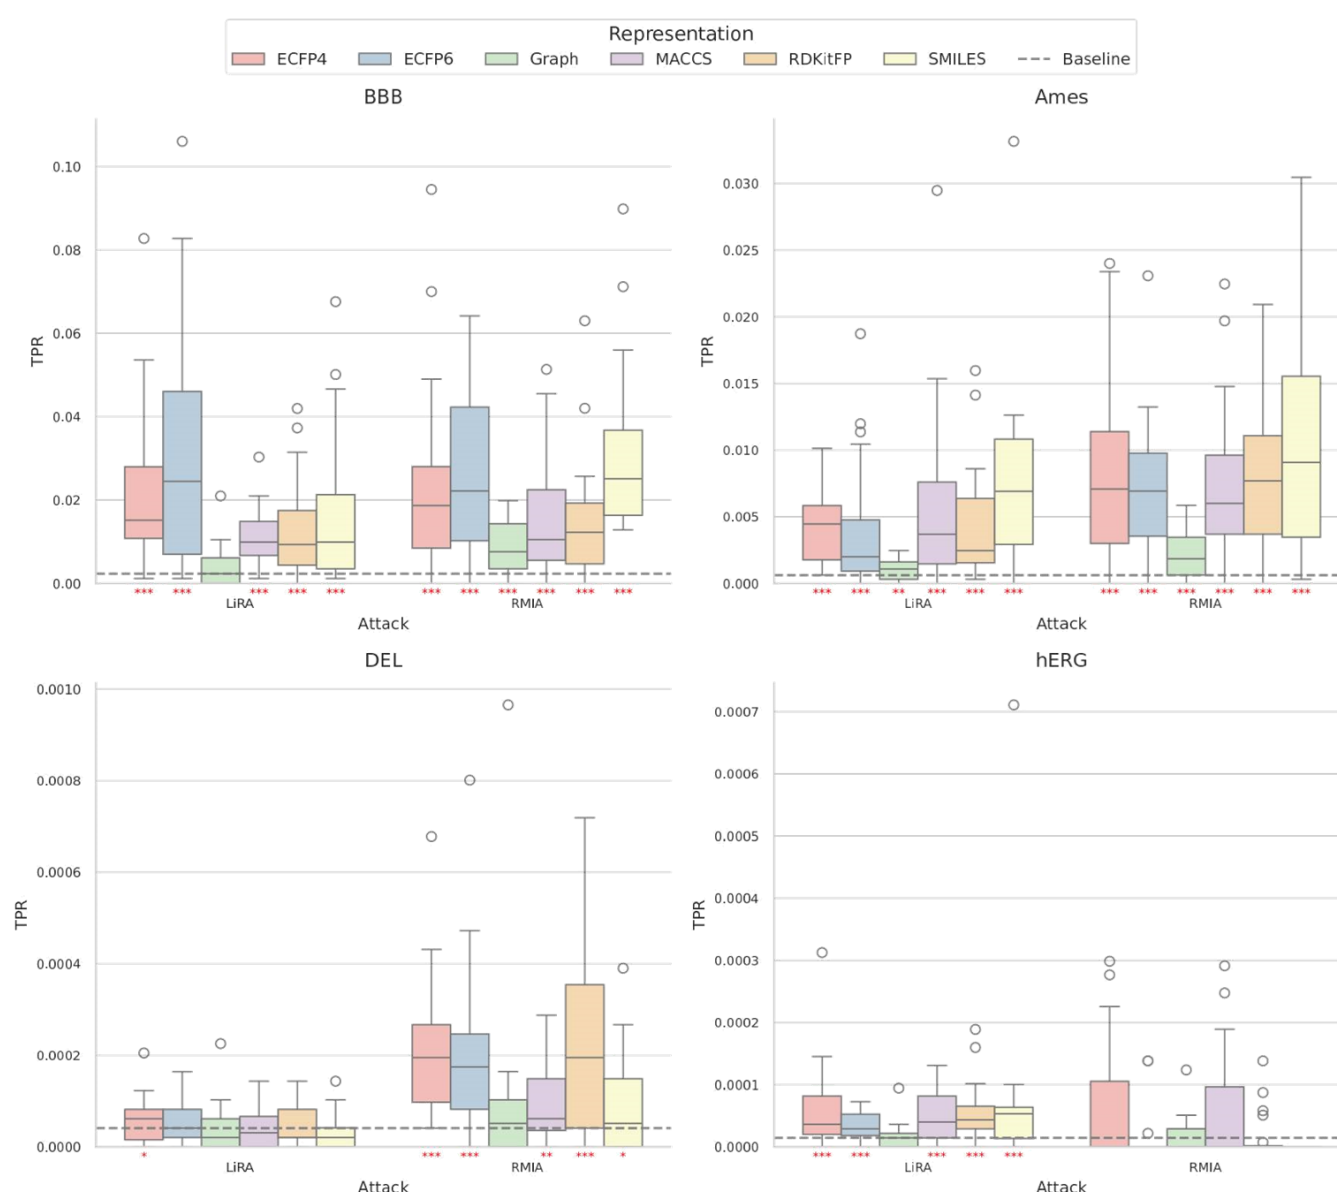 Representation
ECFP4 ECFP6 Graph MACCS RDKitFP SMILES Baseline
BBB
TPR
0.10
0.08
0.06
0.04
0.02
0.00
*** *** *** *** *** *** *** *** *** *** ***
LiRA RMIA
Attack
Ames
TPR
0.030
0.025
0.020
0.015
0.010
0.005
0.000
*** *** ** *** *** *** *** *** *** *** *** ***
LiRA RMIA
Attack
DEL
TPR
0.0010
0.0008
0.0006
0.0004
0.0002
0.0000
* *** *** ** *** *
LiRA RMIA
Attack
hERG
TPR
0.0007
0.0006
0.0005
0.0004
0.0003
0.0002
0.0001
0.0000
*** *** *** *** ***
LiRA RMIA
Attack